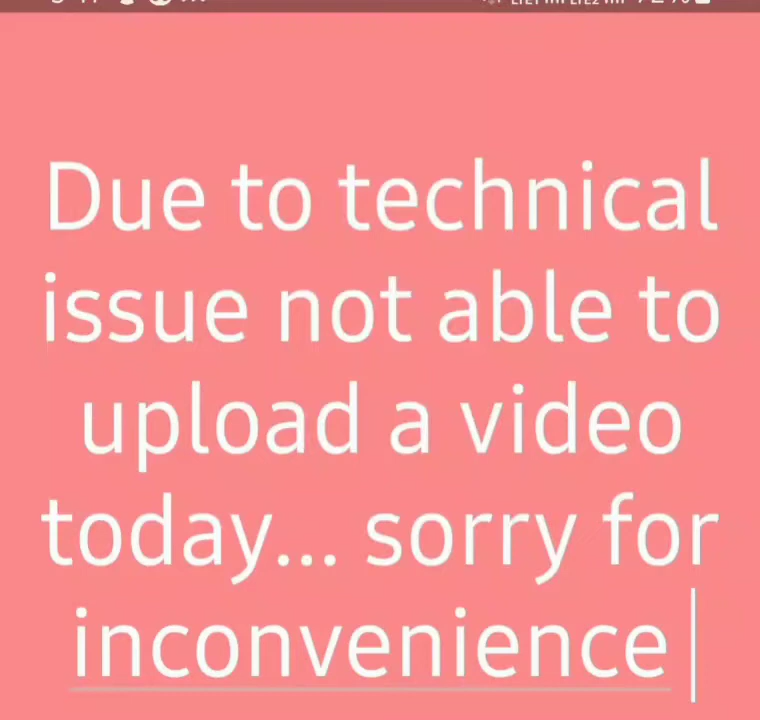 Due to technical
issue not able to
upload a video
today... sorry for
inconvenience